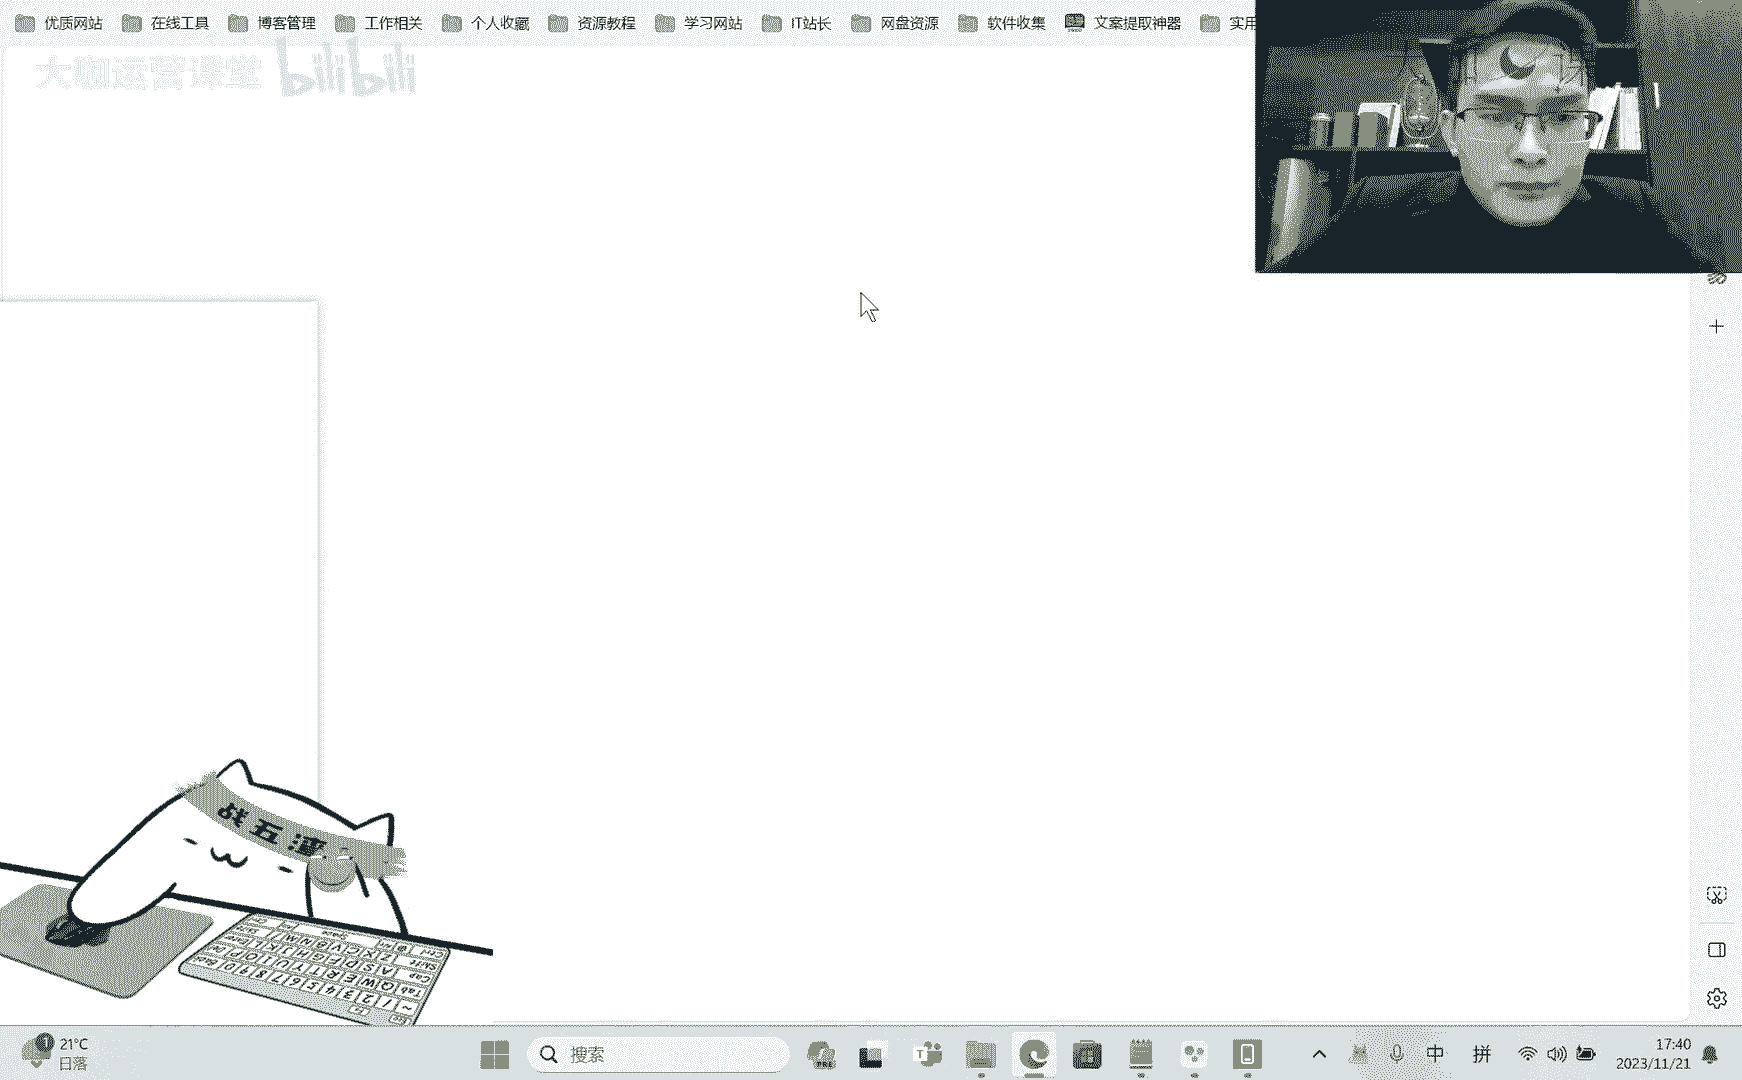 优质网站 在线工具 博客管理 工作相关 个人收藏 资源教程 学习网站 IT站长 网盘资源 软件收集 文案提取神器 实用
大咖运营课堂 bilibili
战五渣
21°C
日落
搜索
中 拼
17:40
2023/11/21